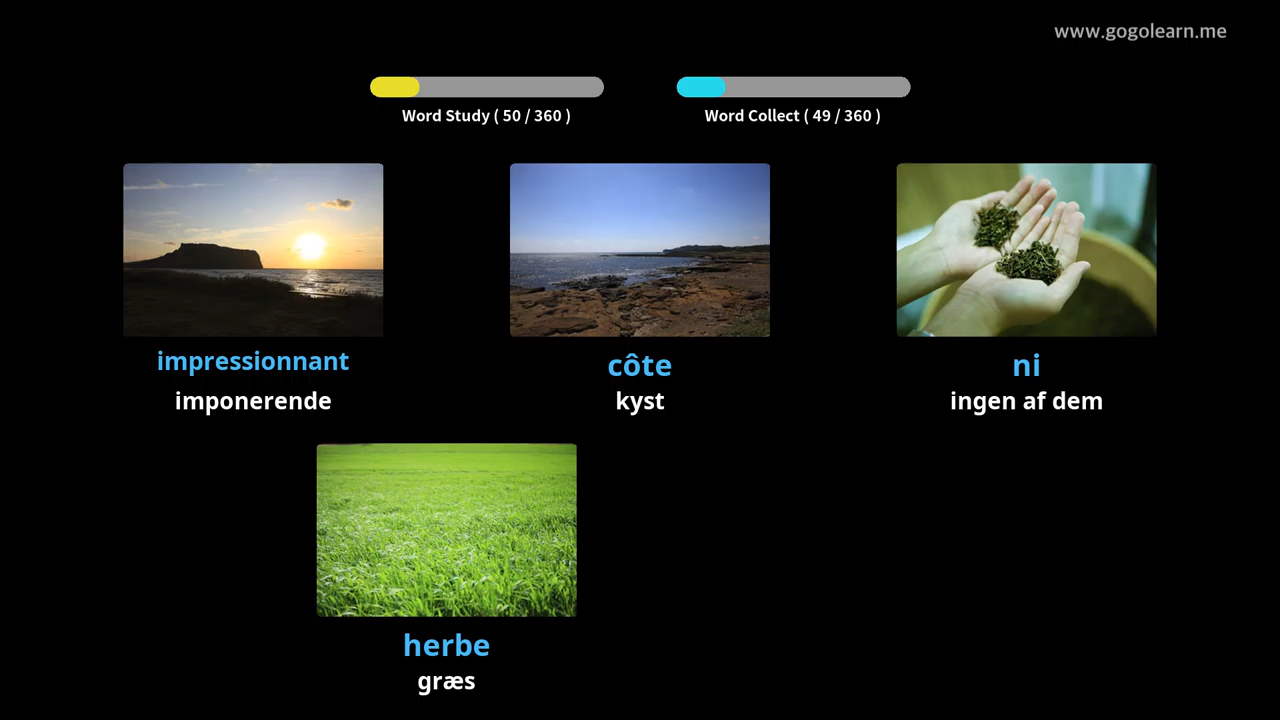 www.gogolearn.me
Word Study ( 50 / 360 )
Word Collect ( 49 / 360 )
impressionnant
imponerende
côte
kyst
ni
ingen af dem
herbe
græs